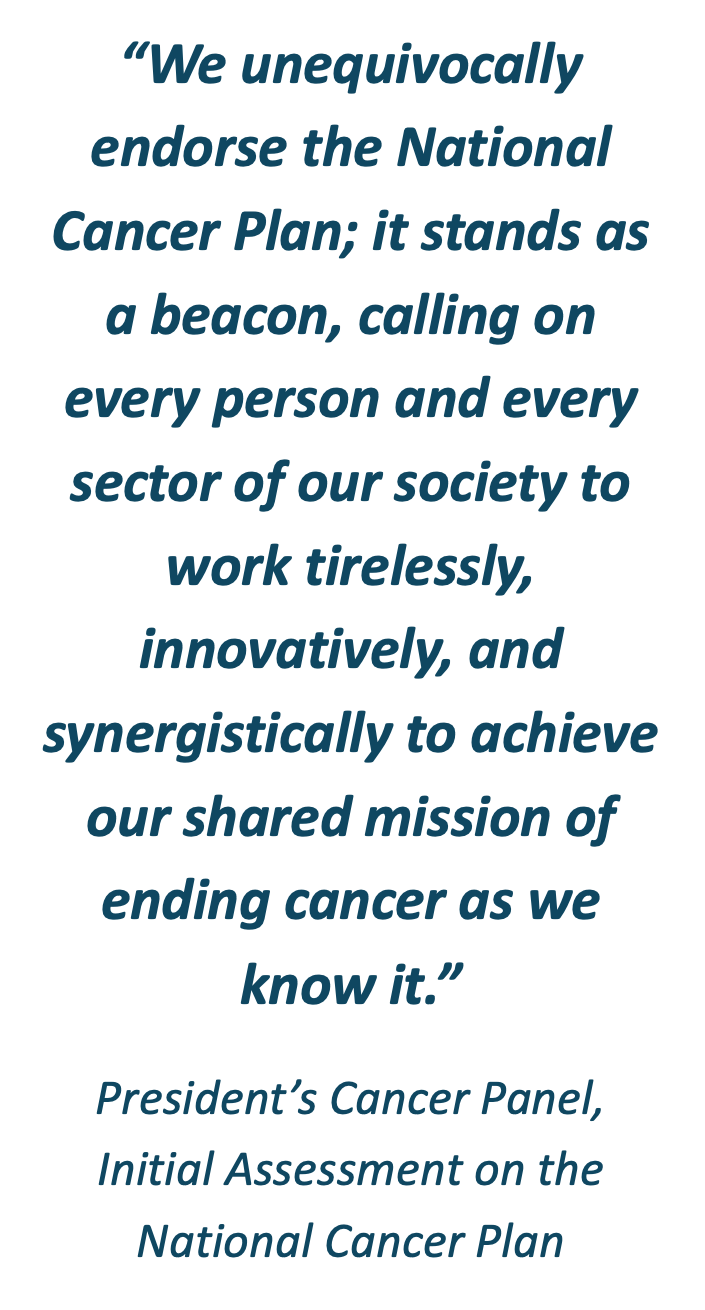 “We unequivocally
endorse the National
Cancer Plan; it stands as
a beacon, calling on
every person and every
sector of our society to
work tirelessly,
innovatively, and
synergistically to achieve
our shared mission of
ending cancer as we
know it.”
President’s Cancer Panel,
Initial Assessment on the
National Cancer Plan